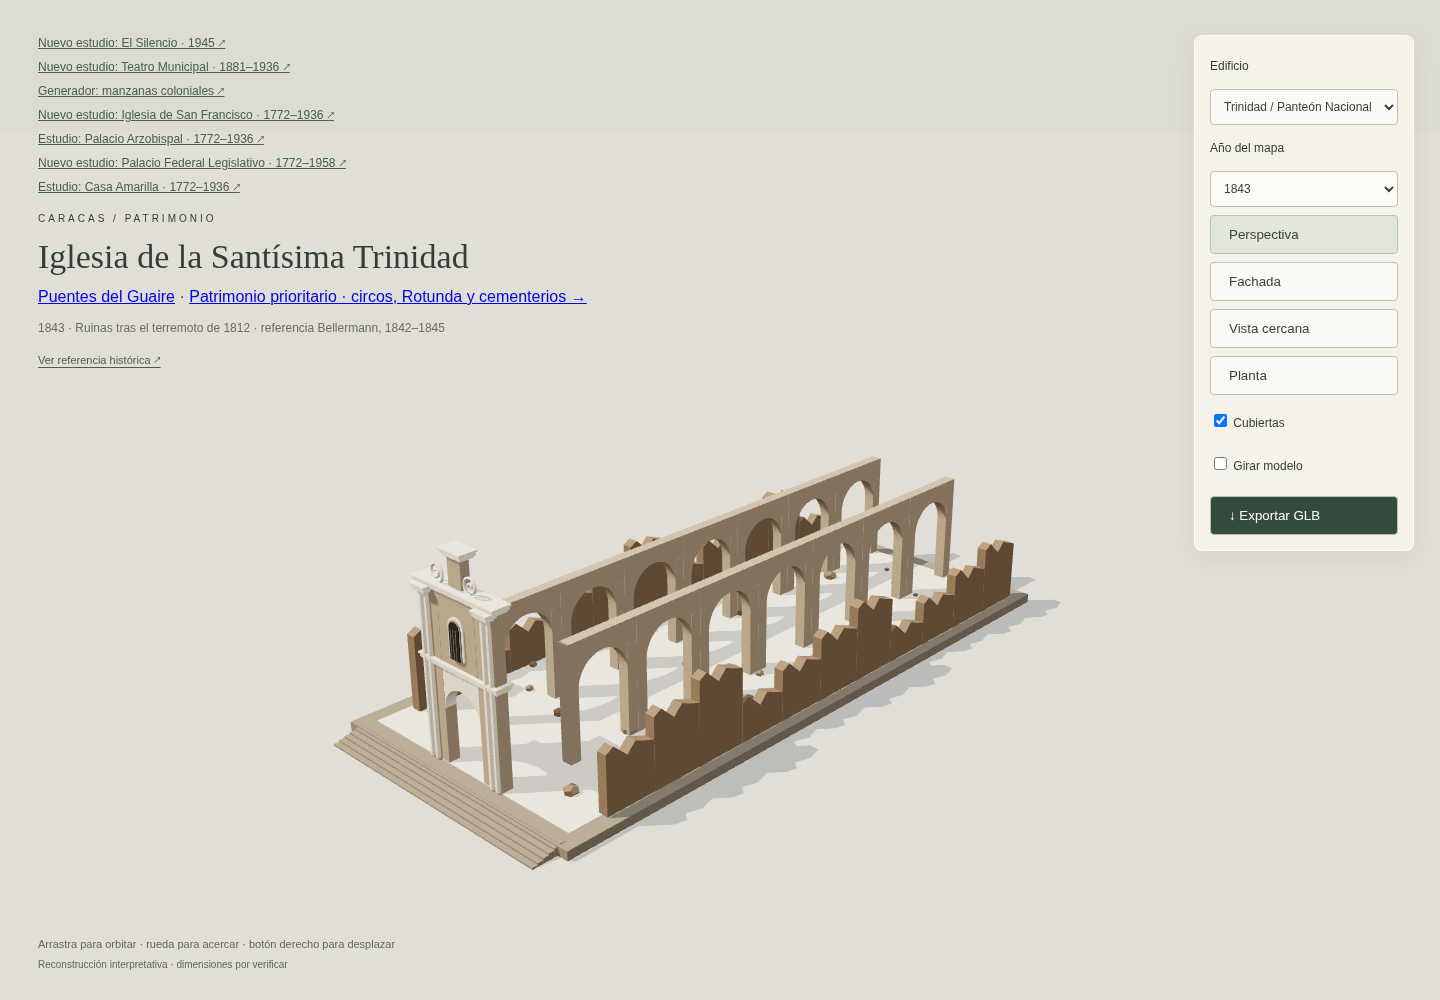 Nuevo estudio: El Silencio · 1945 ↗
Nuevo estudio: Teatro Municipal · 1881–1936 ↗
Generador: manzanas coloniales ↗
Nuevo estudio: Iglesia de San Francisco · 1772–1936 ↗
Estudio: Palacio Arzobispal · 1772–1936 ↗
Nuevo estudio: Palacio Federal Legislativo · 1772–1958 ↗
Estudio: Casa Amarilla · 1772–1936 ↗
CARACAS / PATRIMONIO
Iglesia de la Santísima Trinidad
Puentes del Guaire · Patrimonio prioritario · circos, Rotunda y cementerios →
1843 · Ruinas tras el terremoto de 1812 · referencia Bellermann, 1842–1845
Ver referencia histórica ↗
Edificio
Trinidad / Panteón Nacional
Año del mapa
1843
Perspectiva
Fachada
Vista cercana
Planta
Cubiertas
Girar modelo
↓ Exportar GLB
Arrastra para orbitar · rueda para acercar · botón derecho para desplazar
Reconstrucción interpretativa · dimensiones por verificar